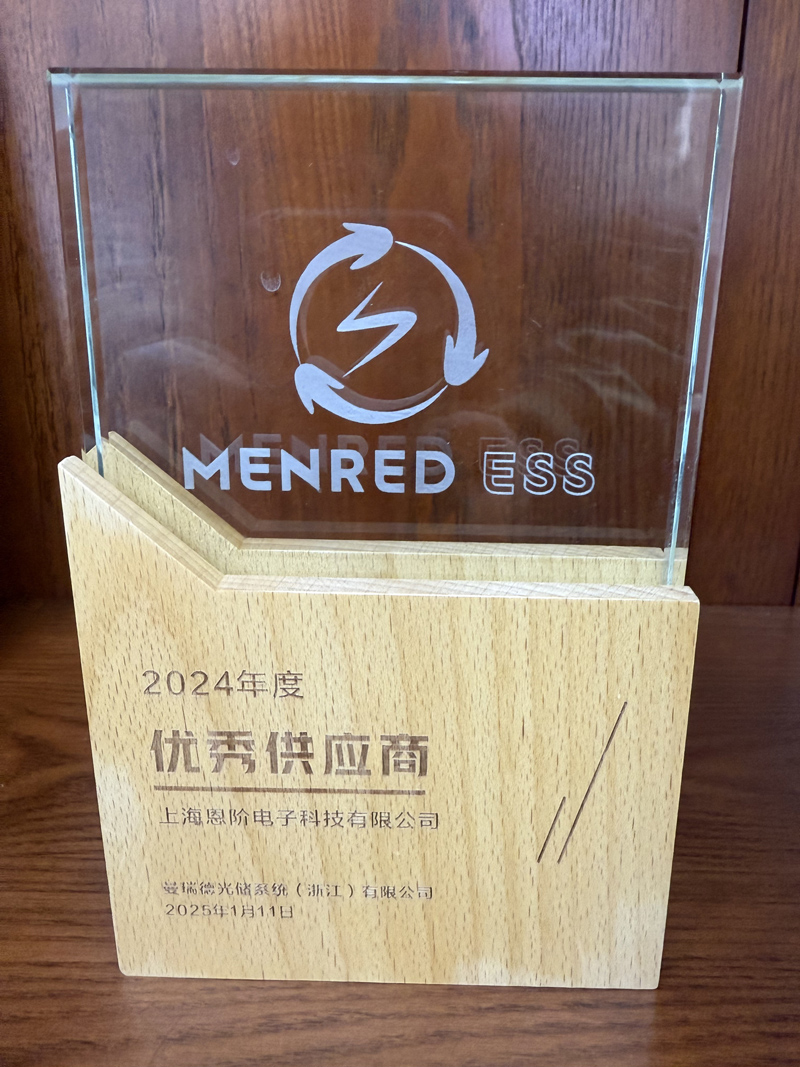 MENRED ESS
2024年度
优秀供应商
上海恩阶电子科技有限公司
曼瑞德光储系统（浙江）有限公司
2025年1月11日